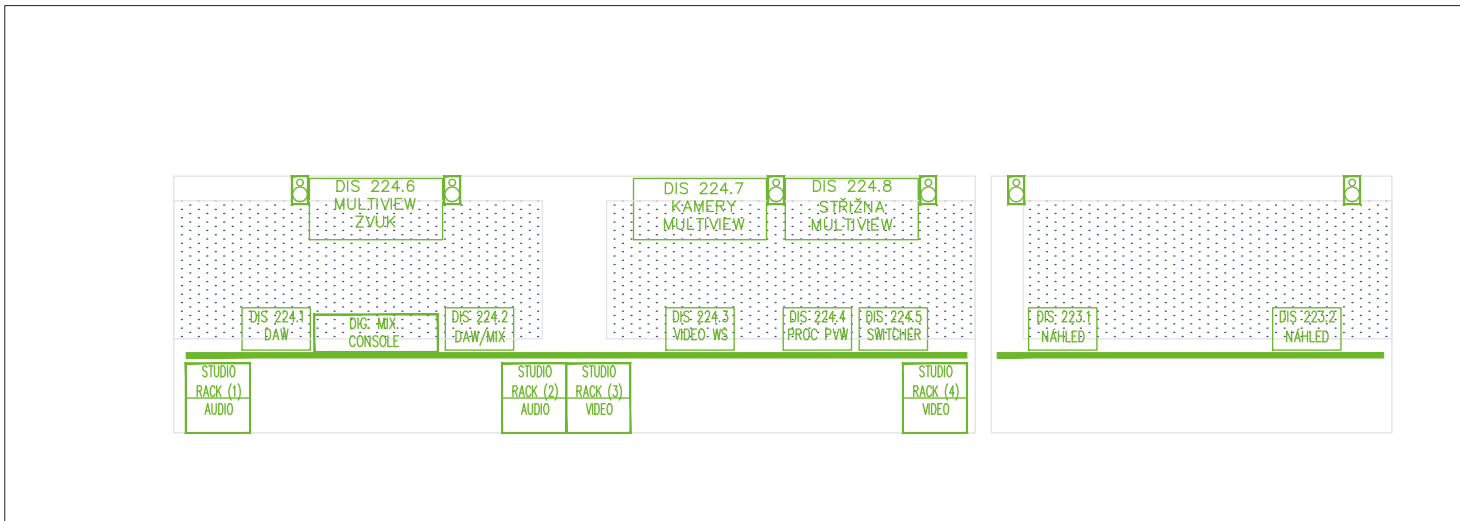 DIS 224.6
MULTIVIEW
ZVUK
DIS 224.7
KAMERY
MULTIVIEW
DIS 224.8
STŘIŽNA
MULTIVIEW
DIS 224.1
DAW
DIG. MIX.
CONSOLE
DIS 224.2
DAW/MIX
DIS 224.3
VIDEO WS
DIS 224.4
PROC PVW
DIS 224.5
SWITCHER
DIS 223.1
NÁHLED
DIS 223.2
NÁHLED
STUDIO
RACK (1)
AUDIO
STUDIO
RACK (2)
AUDIO
STUDIO
RACK (3)
VIDEO
STUDIO
RACK (4)
VIDEO